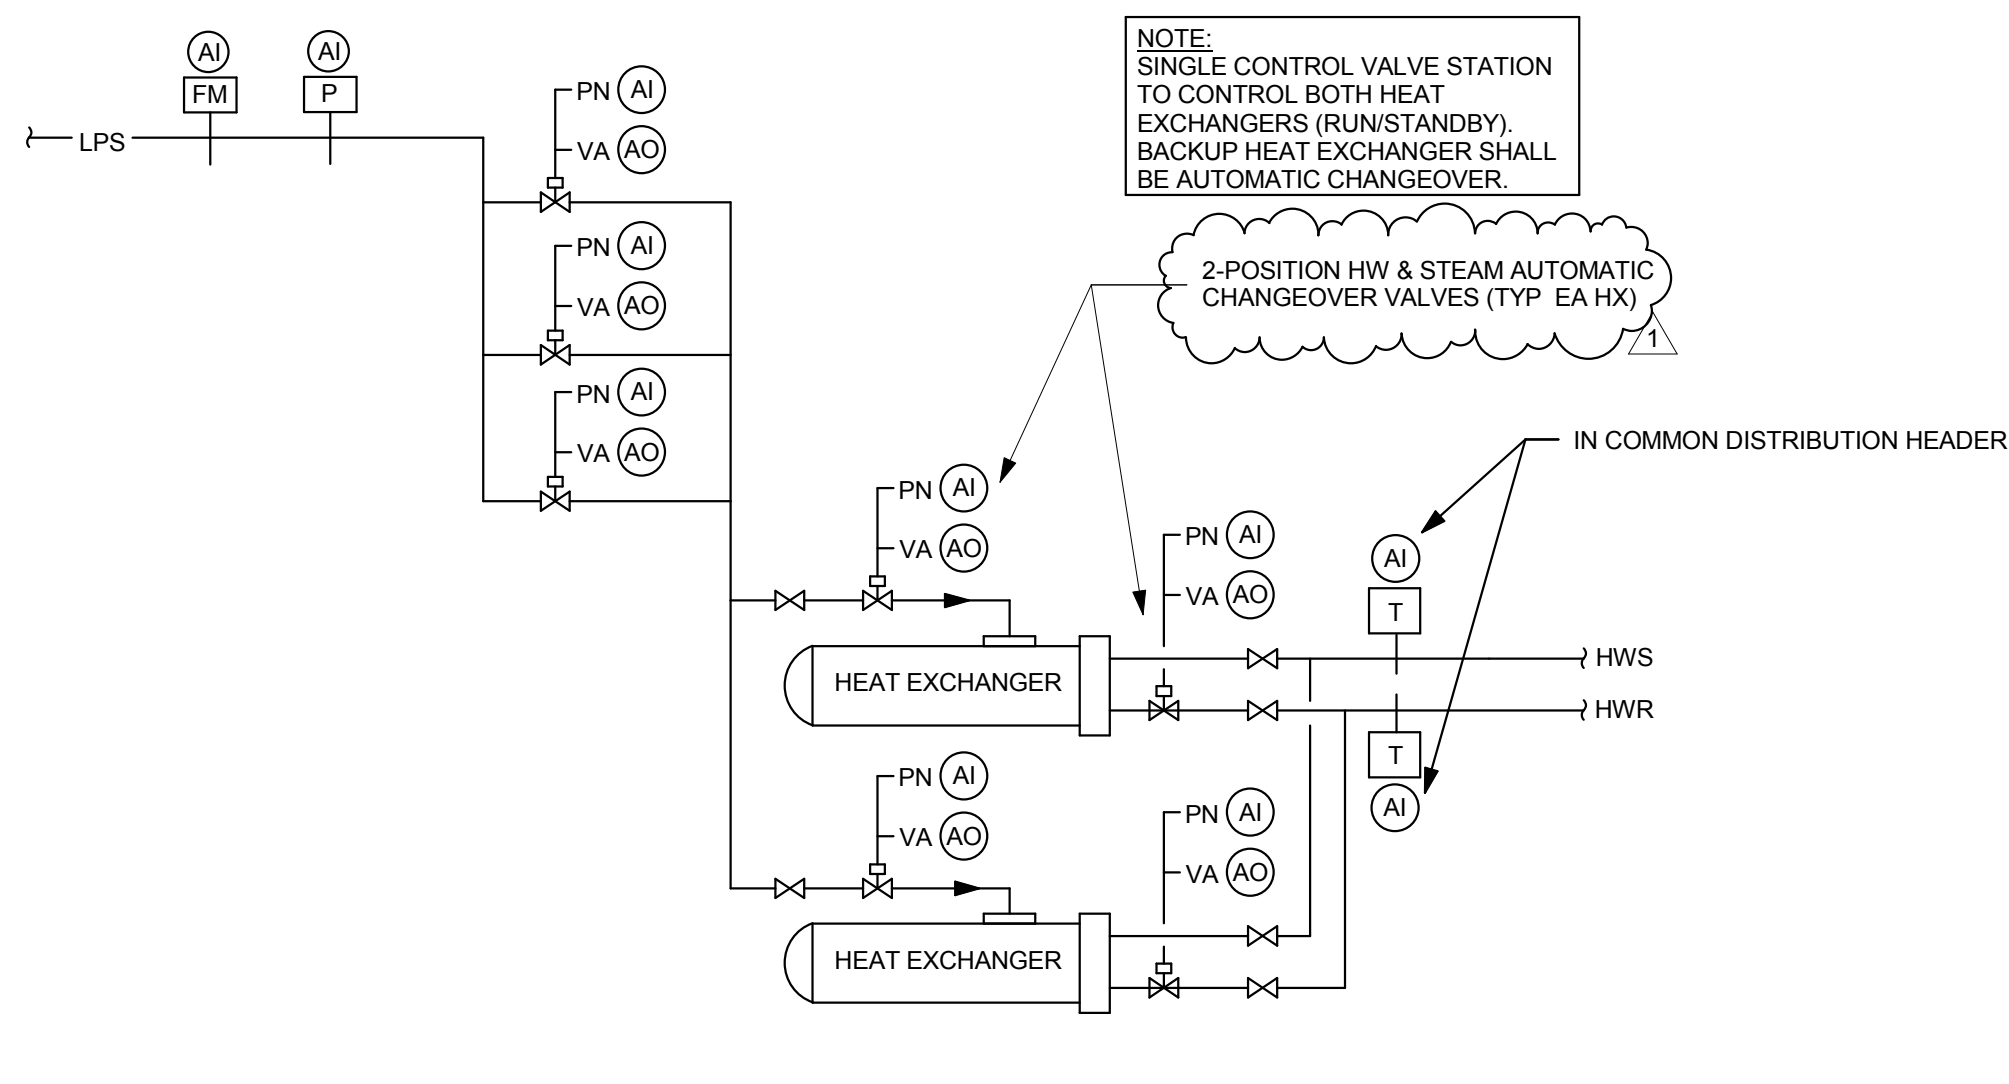 AI
AI
FM
P
LPS
PN AI
VA AO
PN AI
VA AO
PN AI
VA AO
NOTE:
SINGLE CONTROL VALVE STATION
TO CONTROL BOTH HEAT
EXCHANGERS (RUN/STANDBY).
BACKUP HEAT EXCHANGER SHALL
BE AUTOMATIC CHANGEOVER.
2-POSITION HW & STEAM AUTOMATIC
CHANGEOVER VALVES (TYP EA HX)
1
IN COMMON DISTRIBUTION HEADER
PN AI
VA AO
PN AI
VA AO
AI
T
HEAT EXCHANGER
HWS
HWR
T
AI
PN AI
VA AO
PN AI
VA AO
HEAT EXCHANGER